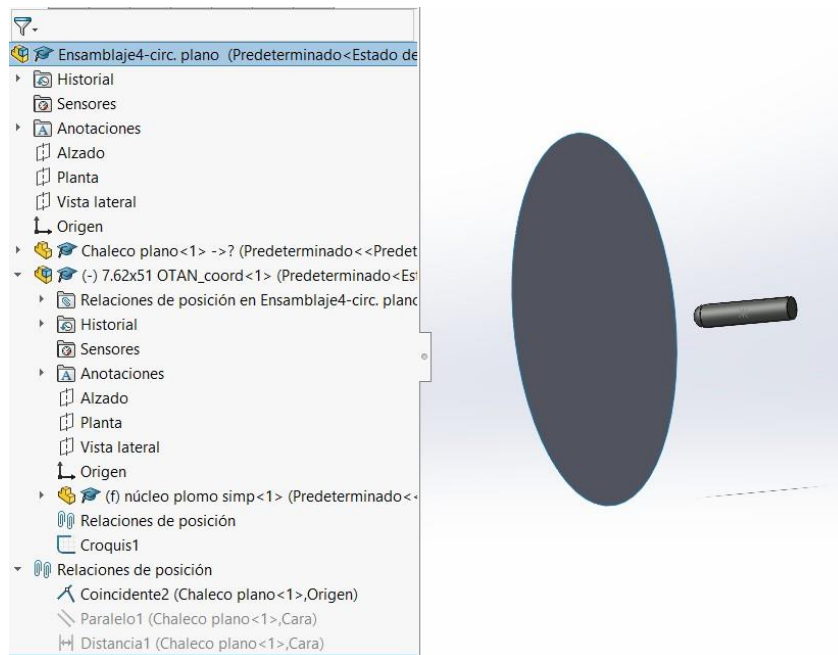 Ensamblaje4-circ. plano (Predeterminado<Estado de
Historial
Sensores
Anotaciones
Alzado
Planta
Vista lateral
Origen
Chaleco plano<1> ->? (Predeterminado<<Predet
(-) 7.62x51 OTAN_coord<1> (Predeterminado<Es
Relaciones de posición en Ensamblaje4-circ. plano
Historial
Sensores
Anotaciones
Alzado
Planta
Vista lateral
Origen
(f) núcleo plomo simp<1> (Predeterminado<<
Relaciones de posición
Croquis1
Relaciones de posición
Coincidente2 (Chaleco plano<1>,Origen)
Paralelo1 (Chaleco plano<1>,Cara)
Distancia1 (Chaleco plano<1>,Cara)